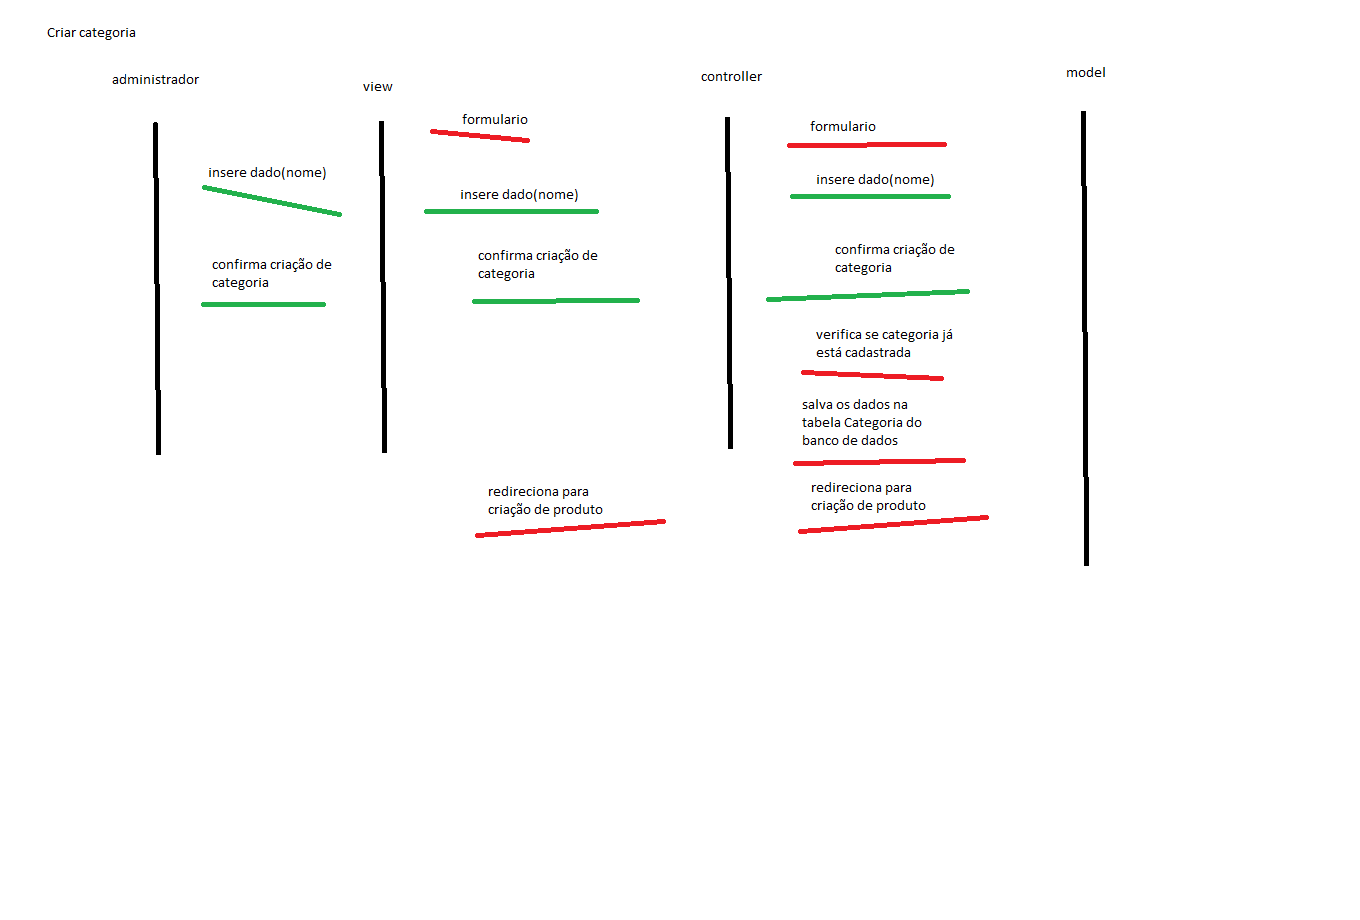 Criar categoria
administrador
view
controller
model
formulario
formulario
insere dado(nome)
insere dado(nome)
insere dado(nome)
confirma criação de
categoria
confirma criação de
categoria
confirma criação de
categoria
verifica se categoria já
está cadastrada
salva os dados na
tabela Categoria do
banco de dados
redireciona para
criação de produto
redireciona para
criação de produto